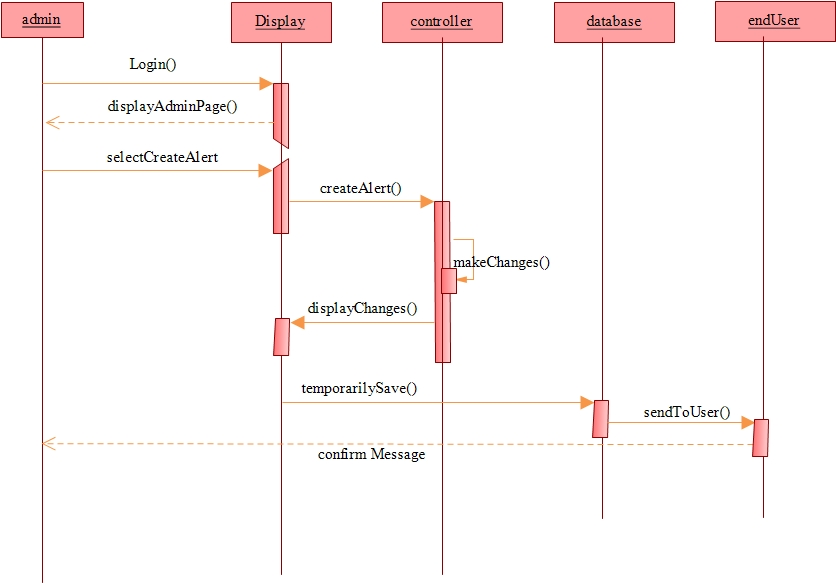 admin
Display
controller
database
endUser
Login()
displayAdminPage()
selectCreateAlert
createAlert()
makeChanges()
displayChanges()
temporarilySave()
sendToUser()
confirm Message